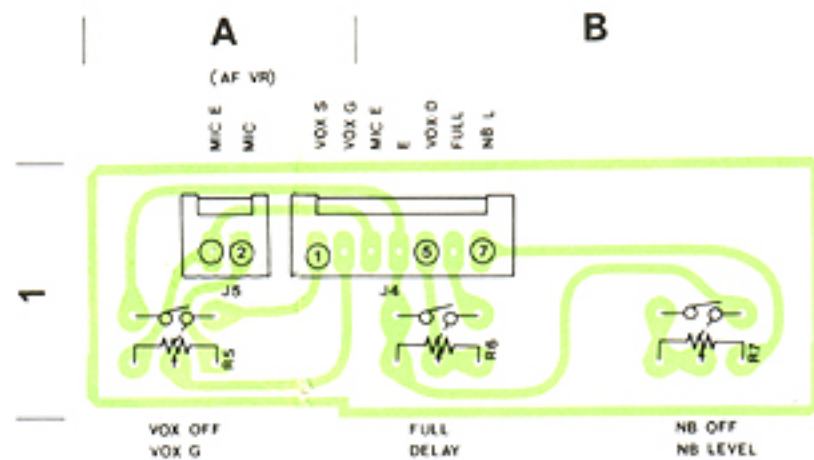 A
B
(AF VR)
MIC E
MIC
VOX S
VOX G
MIC E
E
VOX D
FULL
NB L
2
1
5
7
J5
J4
1
R5
R6
R7
VOX OFF
VOX G
FULL
DELAY
NB OFF
NB LEVEL